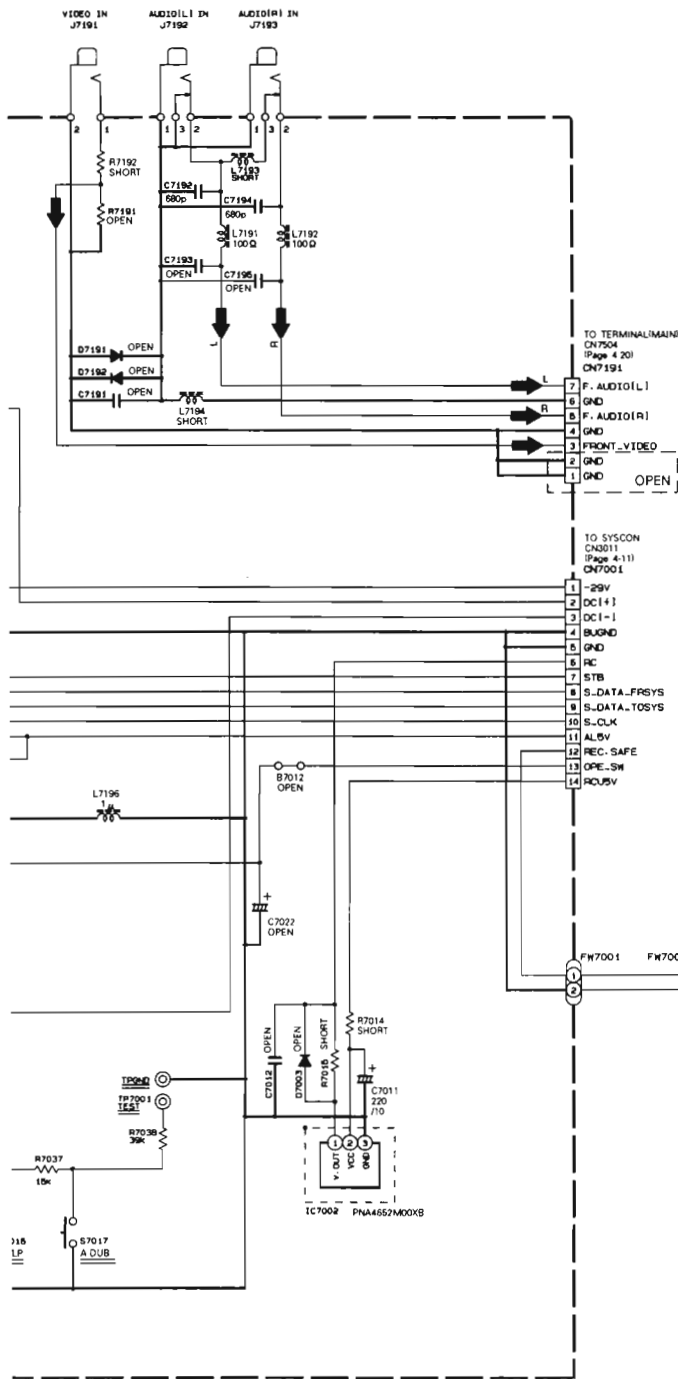 VIDEO IN
J7191
AUDIO[L] IN
J7192
AUDIO[R] IN
J7193
2 1 1 3 2 1 3 2
R7192
SHORT
L7193
SHORT
C7192
680p
C7194
680p
R7191
OPEN
L7191
100Ω
L7192
100Ω
C7193
OPEN
C7195
OPEN
L
R
D7191 OPEN
D7192 OPEN
C7191 OPEN
L7194
SHORT
TO TERMINAL(MAIN)
CN7504
(Page 4 20)
CN7191
L
7 F.AUDIO[L]
6 GND
R
5 F.AUDIO[R]
4 GND
3 FRONT_VIDEO
2 GND
1 GND
OPEN
TO SYSCON
CN3011
(Page 4-11)
CN7001
1 -29V
2 DC[+]
3 DC[-]
4 BUGND
5 GND
6 RC
7 STB
8 S_DATA_FRSYS
9 S_DATA_TOSYS
10 S_CLK
11 AL5V
12 REC.SAFE
13 OPE_SW
14 RCU5V
B7012
OPEN
L7196
1μ
+
C7022
OPEN
FW7001 FW700
1
2
C7012 OPEN
D7003 OPEN
R7015 SHORT
R7014
SHORT
+
C7011
220
/10
TPGND
TP7001
TEST
R7038
39K
R7037
15K
1 2 3
V.OUT
VCC
GND
IC7002 PNA4652M00XB
S7017
A DUB
LP